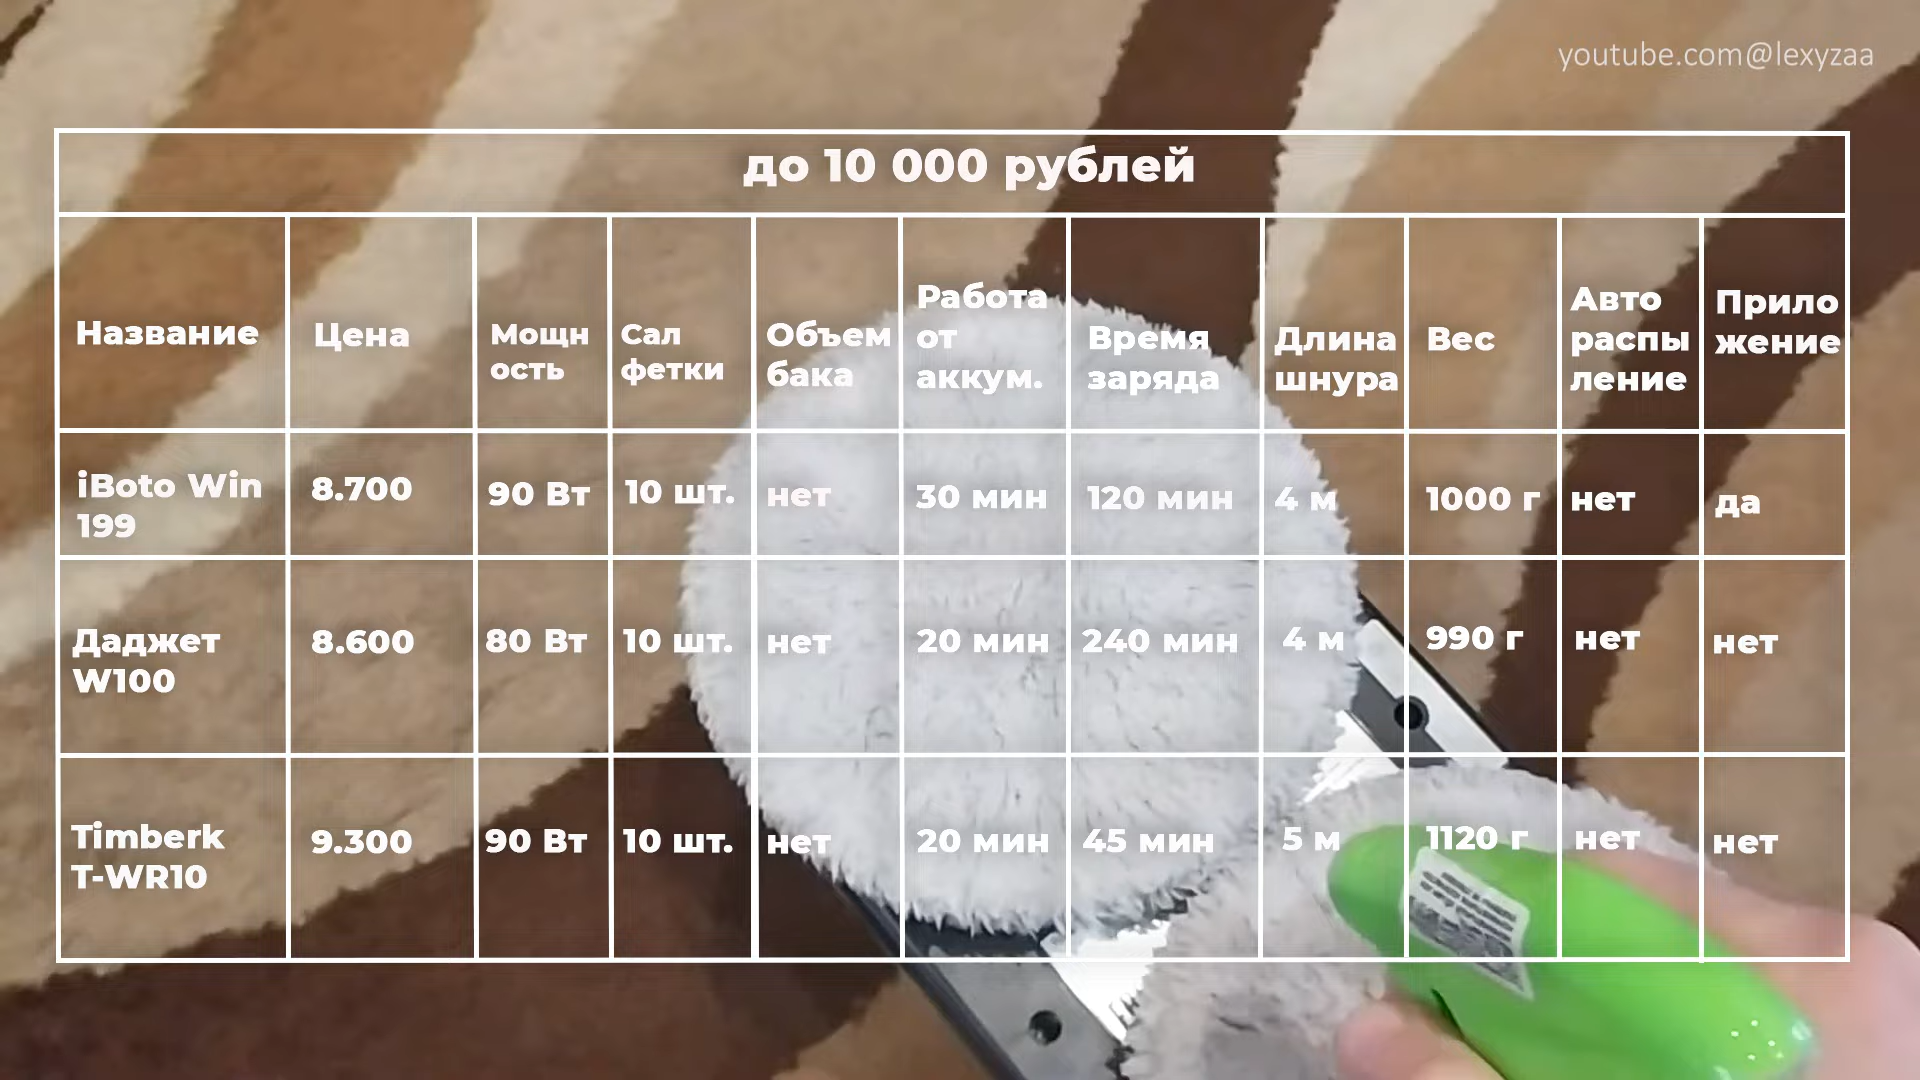 youtube.com@lexyzaa
до 10 000 рублей
Название
Цена
Мощн
ость
Сал
фетки
Объем
бака
Работа
от
аккум.
Время
заряда
Длина
шнура
Вес
Авто
распы
ление
Прило
жение
iBoto Win
199
8.700
90 Вт
10 шт.
нет
30 мин
120 мин
4 м
1000 г
нет
да
Даджет
W100
8.600
80 Вт
10 шт.
нет
20 мин
240 мин
4 м
990 г
нет
нет
Timberk
T-WR10
9.300
90 Вт
10 шт.
нет
20 мин
45 мин
5 м
1120 г
нет
нет